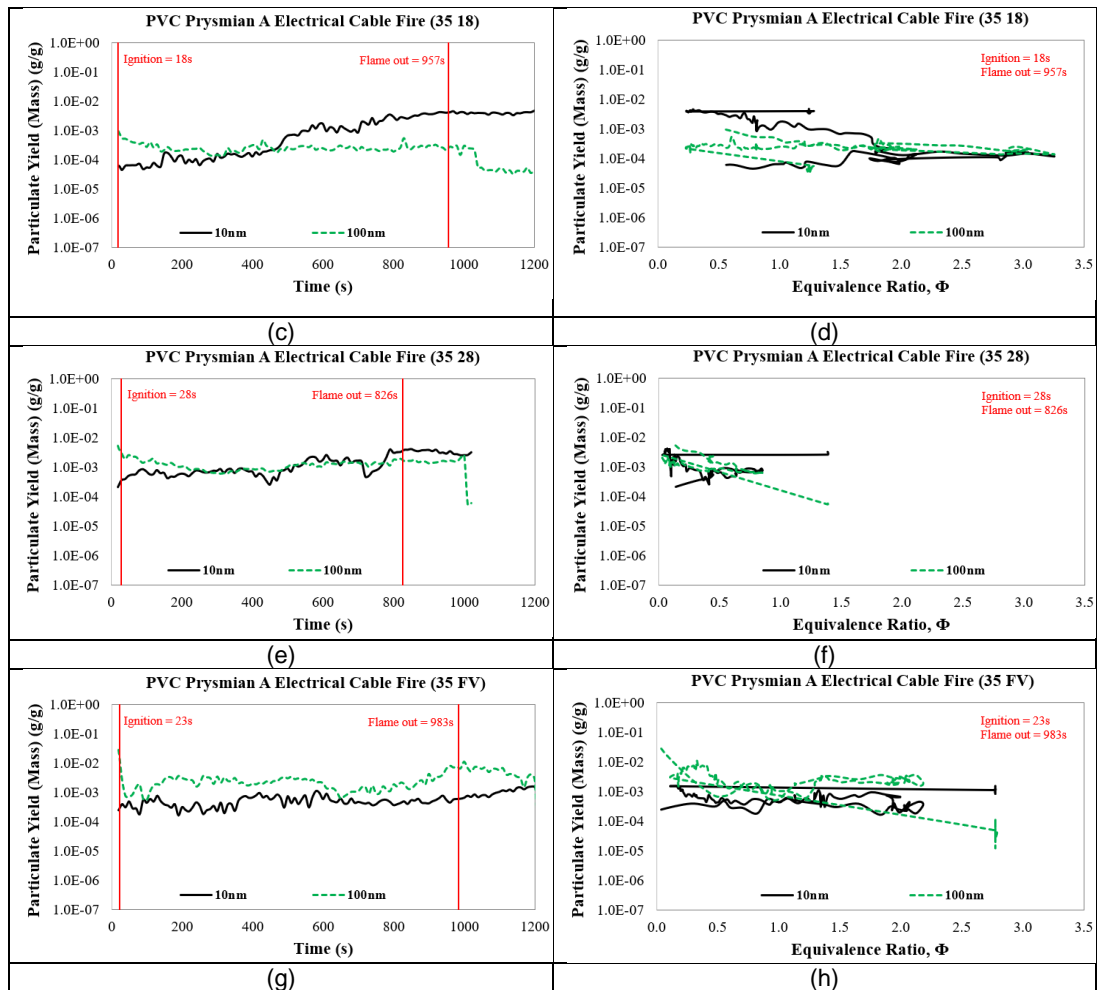 PVC Prysmian A Electrical Cable Fire (35 18)
Particulate Yield (Mass) (g/g)
1.0E+00
1.0E-01
1.0E-02
1.0E-03
1.0E-04
1.0E-05
1.0E-06
1.0E-07
Ignition = 18s
Flame out = 957s
10nm
100nm
0 200 400 600 800 1000 1200
Time (s)
(c)
PVC Prysmian A Electrical Cable Fire (35 18)
Particulate Yield (Mass) (g/g)
1.0E+00
1.0E-01
1.0E-02
1.0E-03
1.0E-04
1.0E-05
1.0E-06
1.0E-07
Ignition = 18s
Flame out = 957s
10nm
100nm
0.0 0.5 1.0 1.5 2.0 2.5 3.0 3.5
Equivalence Ratio, Φ
(d)
PVC Prysmian A Electrical Cable Fire (35 28)
Particulate Yield (Mass) (g/g)
1.0E+00
1.0E-01
1.0E-02
1.0E-03
1.0E-04
1.0E-05
1.0E-06
1.0E-07
Ignition = 28s
Flame out = 826s
10nm
100nm
0 200 400 600 800 1000 1200
Time (s)
(e)
PVC Prysmian A Electrical Cable Fire (35 28)
Particulate Yield (Mass) (g/g)
1.0E+00
1.0E-01
1.0E-02
1.0E-03
1.0E-04
1.0E-05
1.0E-06
1.0E-07
Ignition = 28s
Flame out = 826s
10nm
100nm
0.0 0.5 1.0 1.5 2.0 2.5 3.0 3.5
Equivalence Ratio, Φ
(f)
PVC Prysmian A Electrical Cable Fire (35 FV)
Particulate Yield (Mass) (g/g)
1.0E+00
1.0E-01
1.0E-02
1.0E-03
1.0E-04
1.0E-05
1.0E-06
1.0E-07
Ignition = 23s
Flame out = 983s
10nm
100nm
0 200 400 600 800 1000 1200
Time (s)
(g)
PVC Prysmian A Electrical Cable Fire (35 FV)
Particulate Yield (Mass) (g/g)
1.0E+00
1.0E-01
1.0E-02
1.0E-03
1.0E-04
1.0E-05
1.0E-06
1.0E-07
Ignition = 23s
Flame out = 983s
10nm
100nm
0.0 0.5 1.0 1.5 2.0 2.5 3.0 3.5
Equivalence Ratio, Φ
(h)